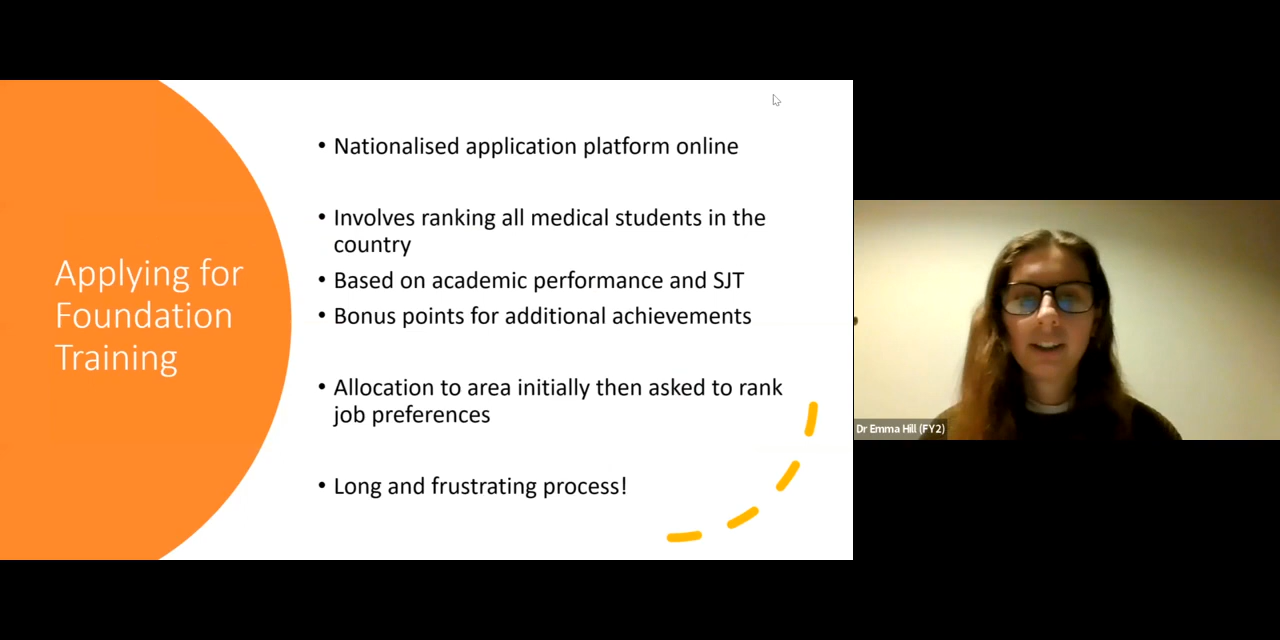 Applying for
Foundation
Training
• Nationalised application platform online
• Involves ranking all medical students in the
country
• Based on academic performance and SJT
• Bonus points for additional achievements
• Allocation to area initially then asked to rank
job preferences
• Long and frustrating process!
Dr Emma Hill (FY2)